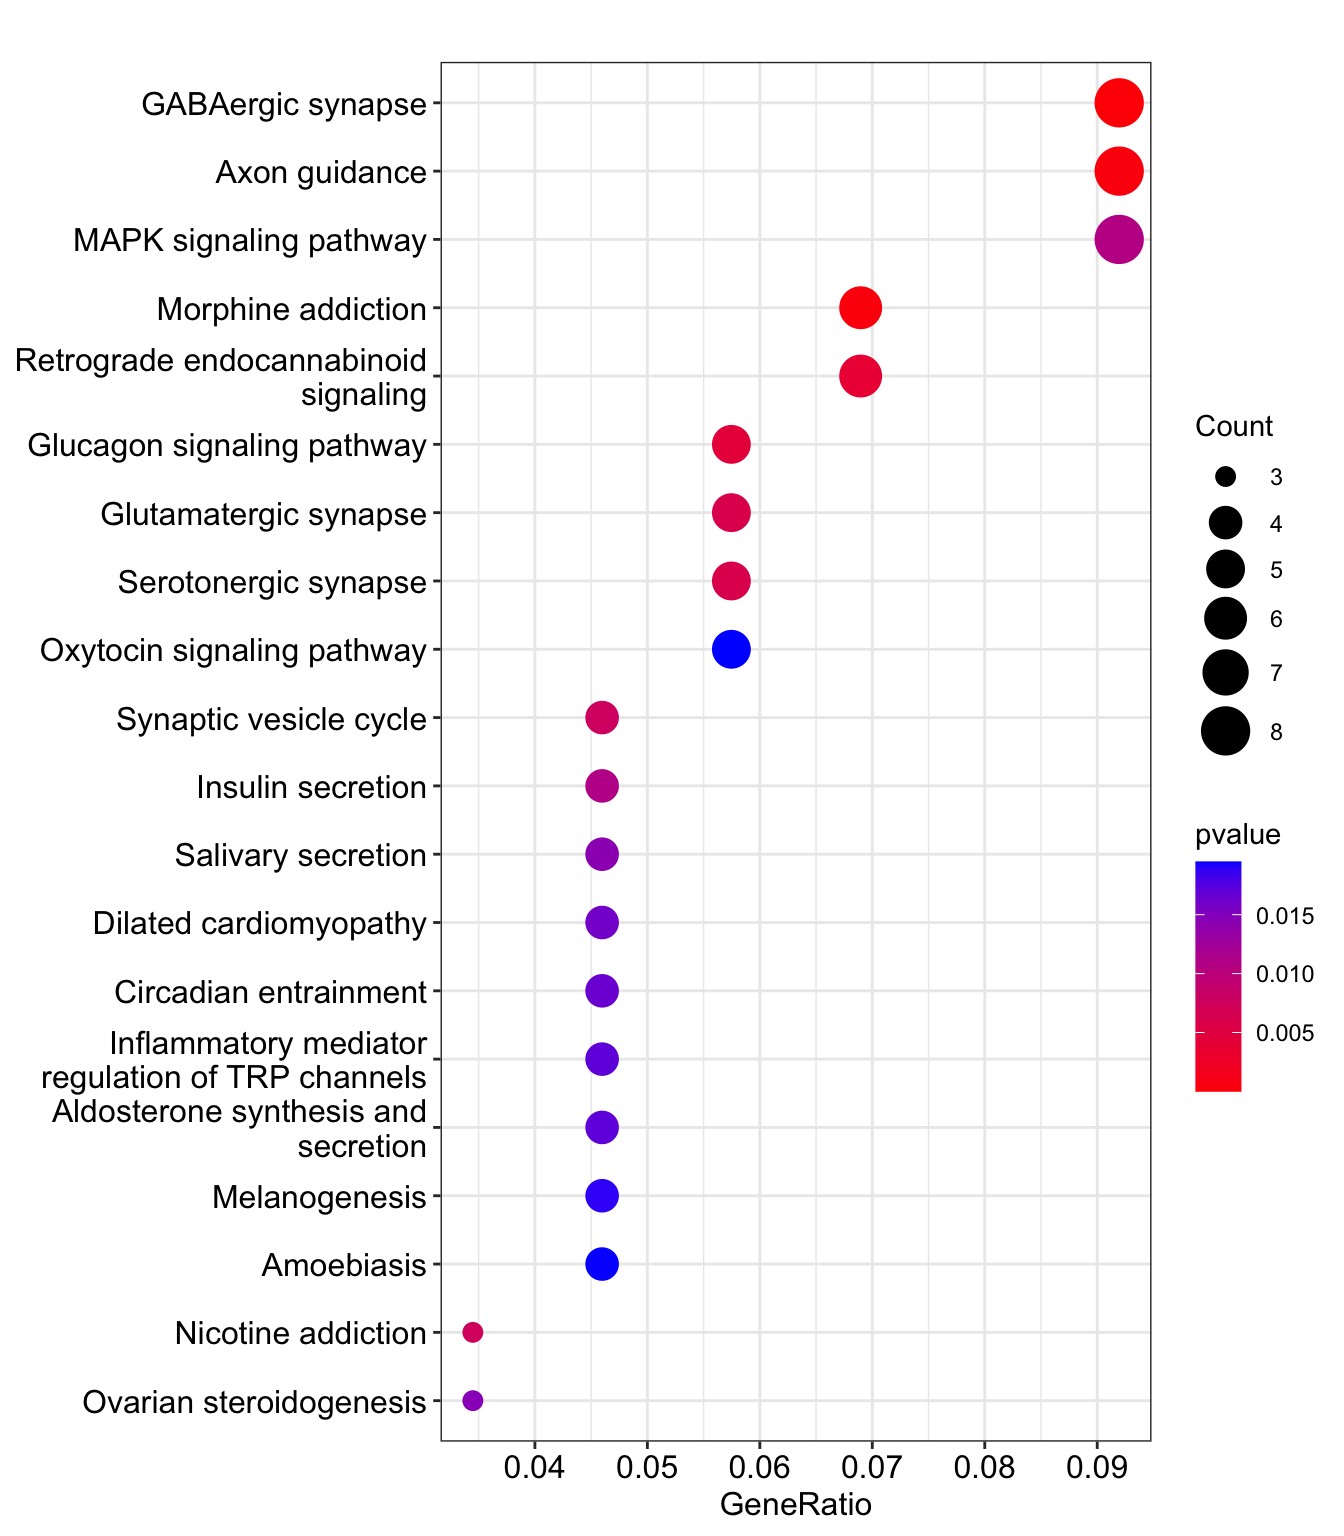 GABAergic synapse
Axon guidance
MAPK signaling pathway
Morphine addiction
Retrograde endocannabinoid
signaling
Glucagon signaling pathway
Glutamatergic synapse
Serotonergic synapse
Oxytocin signaling pathway
Synaptic vesicle cycle
Insulin secretion
Salivary secretion
Dilated cardiomyopathy
Circadian entrainment
Inflammatory mediator
regulation of TRP channels
Aldosterone synthesis and
secretion
Melanogenesis
Amoebiasis
Nicotine addiction
Ovarian steroidogenesis
0.04 0.05 0.06 0.07 0.08 0.09
GeneRatio
Count
3
4
5
6
7
8
pvalue
0.015
0.010
0.005